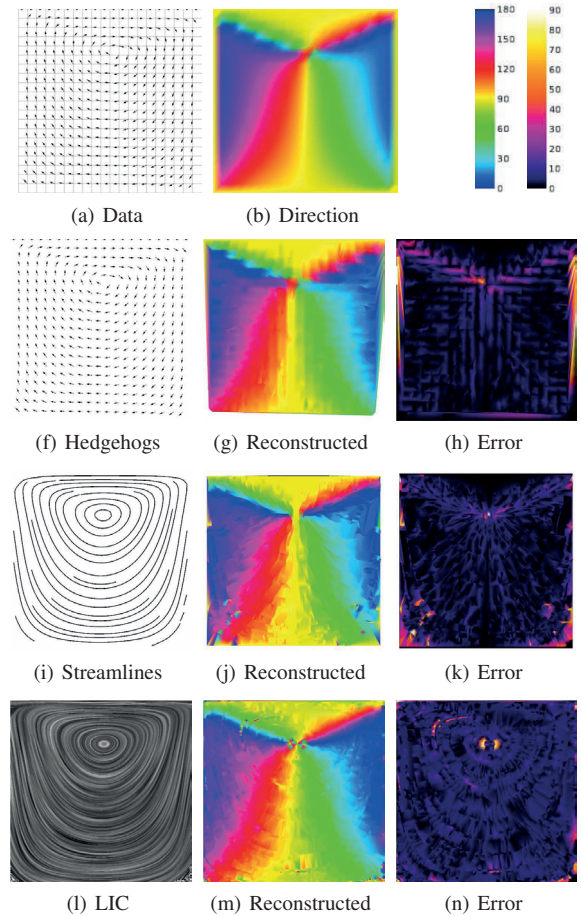 180
150
120
90
60
30
0
90
80
70
60
50
40
30
20
10
0
(a) Data
(b) Direction
(f) Hedgehogs
(g) Reconstructed
(h) Error
(i) Streamlines
(j) Reconstructed
(k) Error
(l) LIC
(m) Reconstructed
(n) Error